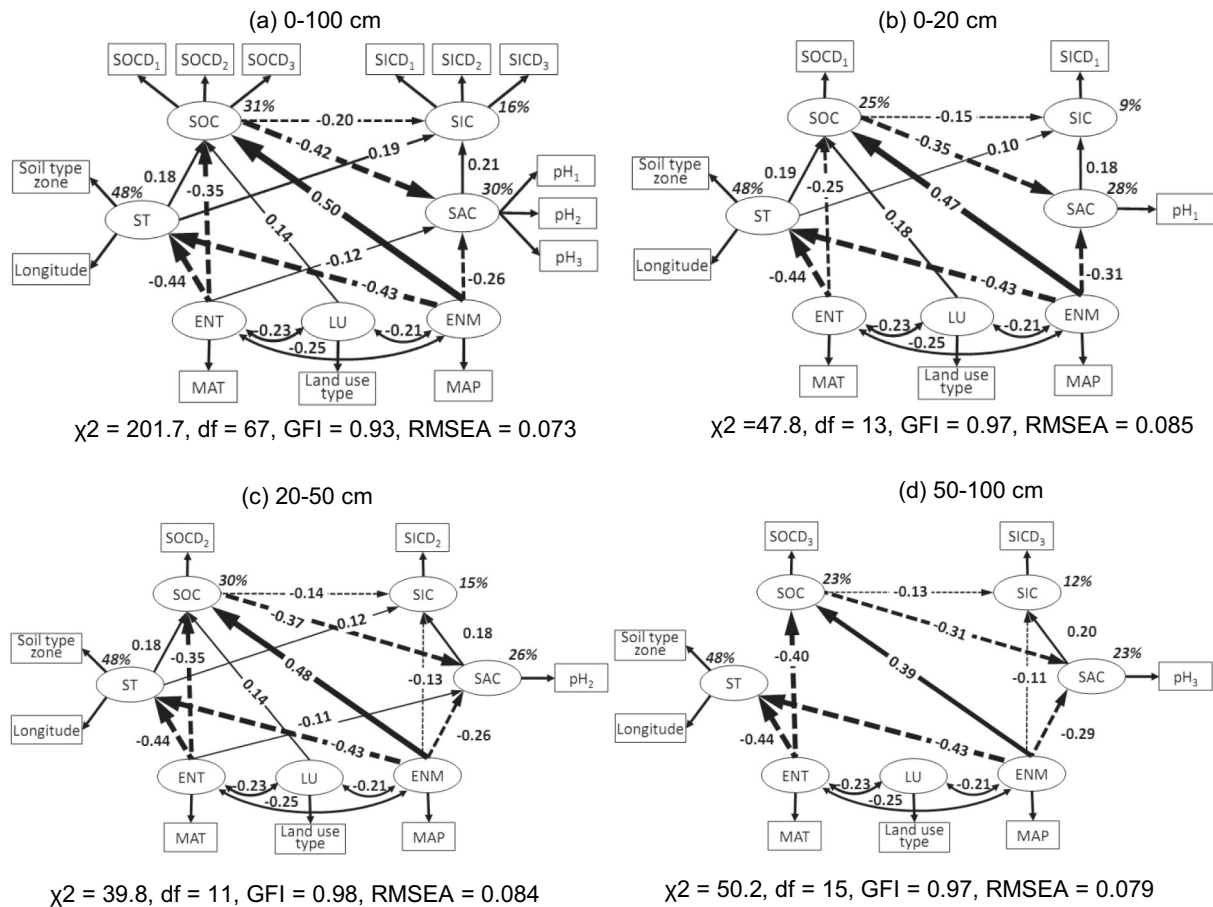 (a) 0-100 cm
SOCD1 SOCD2 SOCD3 SICD1 SICD2 SICD3
31% 16%
SOC -0.20 SIC
-0.42 0.19
Soil type
zone
0.18 -0.35 0.21
48% 0.50 30% pH1
ST SAC pH2
0.14
Longitude -0.12 pH3
-0.44 -0.43 -0.26
ENT LU ENM
-0.23 -0.21
-0.25
MAT Land use
type MAP
χ2 = 201.7, df = 67, GFI = 0.93, RMSEA = 0.073
(b) 0-20 cm
SOCD1 SICD1
25% 9%
SOC -0.15 SIC
-0.35 0.10
Soil type
zone
0.19 -0.25 0.18
48% 0.47 28%
ST SAC pH1
0.18
Longitude
-0.44 -0.43 -0.31
ENT LU ENM
-0.23 -0.21
-0.25
MAT Land use
type MAP
χ2 =47.8, df = 13, GFI = 0.97, RMSEA = 0.085
(c) 20-50 cm
SOCD2 SICD2
30% 15%
SOC -0.14 SIC
-0.37 0.12
Soil type
zone
0.18 -0.35 0.18
48% 0.48 26%
ST -0.13 SAC pH2
0.14
Longitude -0.11
-0.44 -0.43 -0.26
ENT LU ENM
-0.23 -0.21
-0.25
MAT Land use
type MAP
χ2 = 39.8, df = 11, GFI = 0.98, RMSEA = 0.084
(d) 50-100 cm
SOCD3 SICD3
23% 12%
SOC -0.13 SIC
-0.31
Soil type
zone
-0.40 0.20
48% 0.39 23%
ST -0.11 SAC pH3
Longitude
-0.44 -0.43 -0.29
ENT LU ENM
-0.23 -0.21
-0.25
MAT Land use
type MAP
χ2 = 50.2, df = 15, GFI = 0.97, RMSEA = 0.079